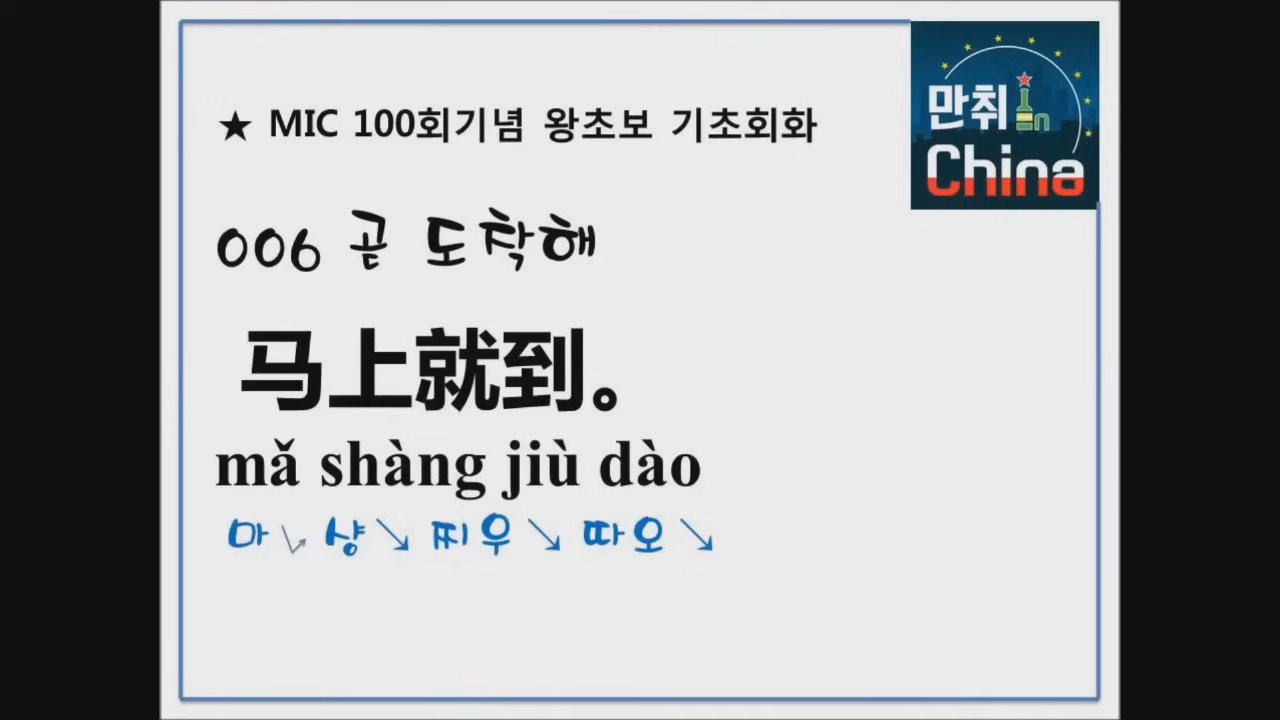 ★ MIC 100회기념 왕초보 기초회화
만취 in
China
006 곧 도착해
马上就到。
mǎ shàng jiù dào
마↘↗ 샹↘ 찌우↘ 따오↘